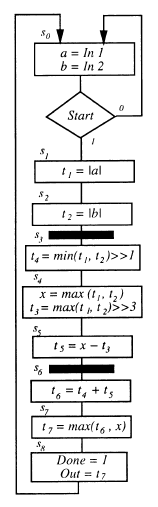 s0
a = In 1
b = In 2
Start
0
1
s1
t1 = |a|
s2
t2 = |b|
s3
t4 = min(t1, t2)>>1
s4
x = max (t1, t2)
t3 = max(t1, t2)>>3
s5
t5 = x – t3
s6
t6 = t4 + t5
s7
t7 = max(t6 , x)
s8
Done = 1
Out = t7